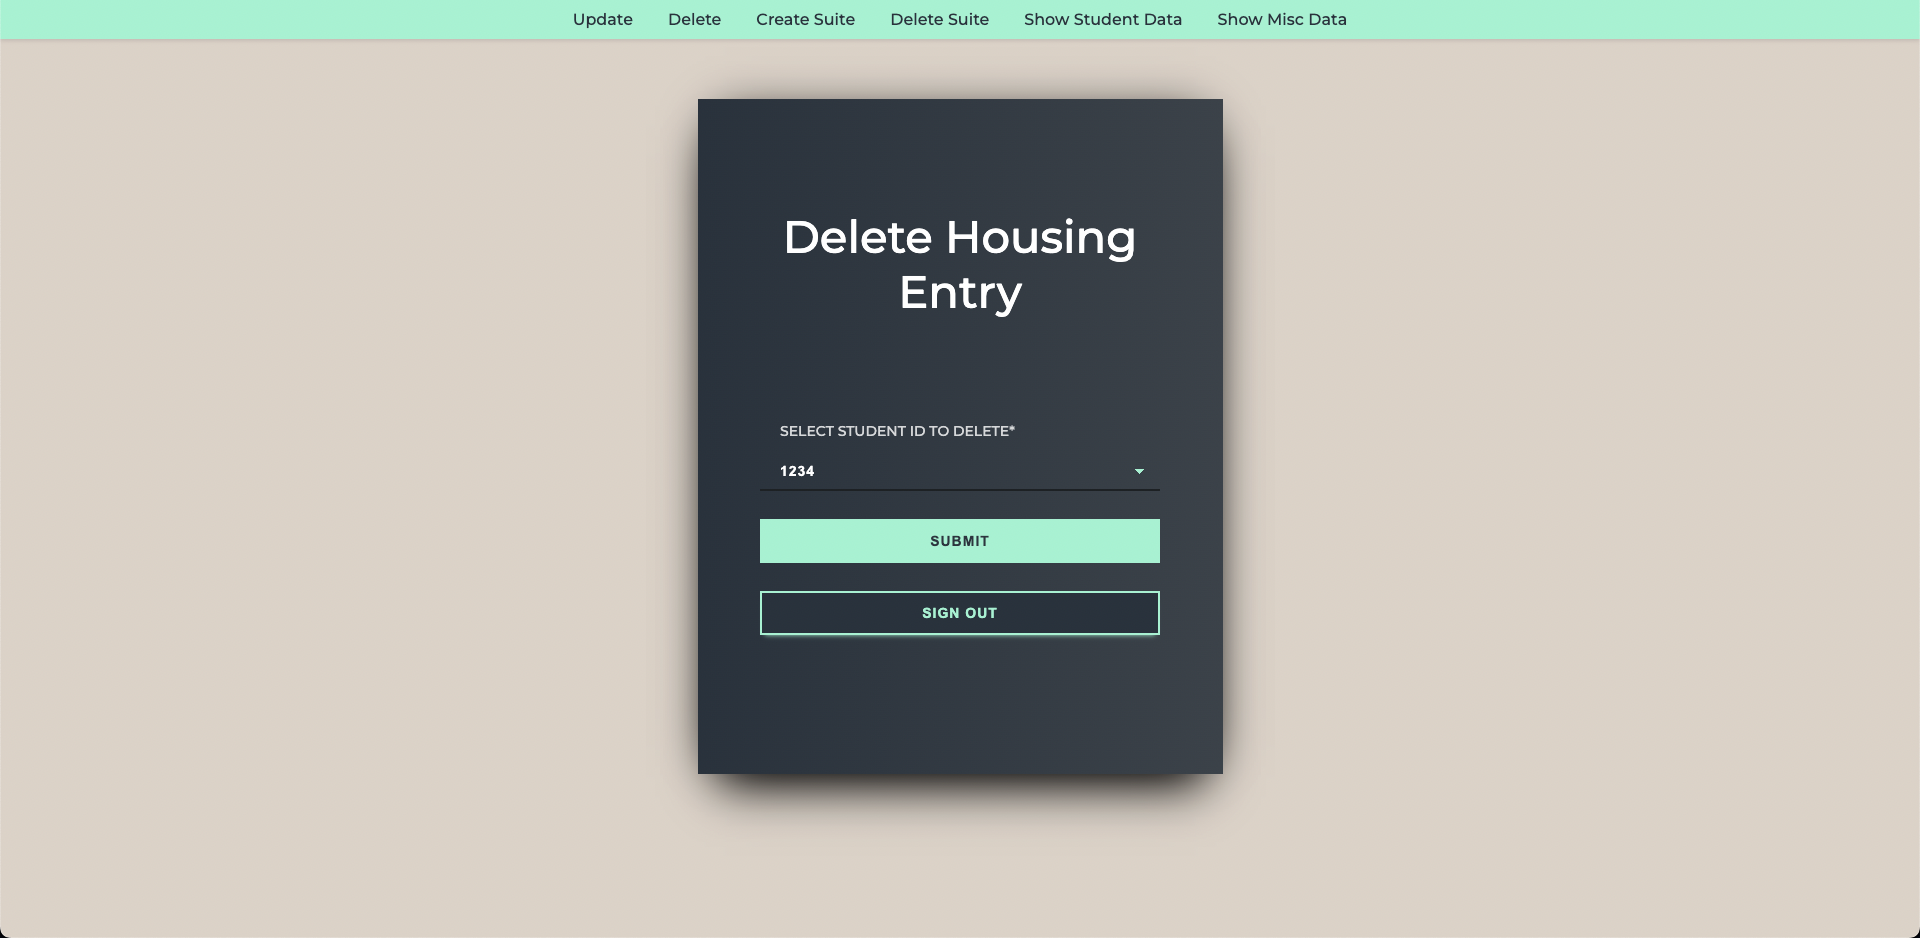 Update Delete Create Suite Delete Suite Show Student Data Show Misc Data
Delete Housing
Entry
SELECT STUDENT ID TO DELETE*
1234
SUBMIT
SIGN OUT